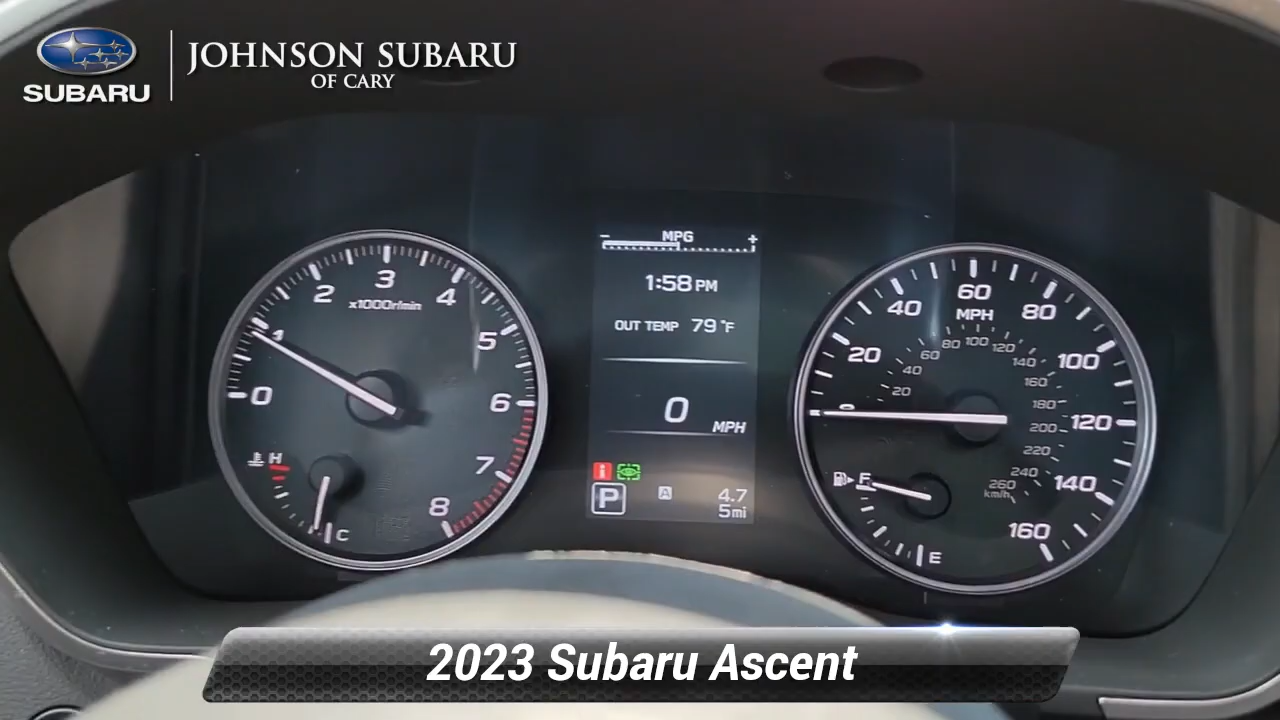 SUBARU
JOHNSON SUBARU
OF CARY
- MPG +
1:58 PM
OUT TEMP 79°F
0
MPH
P A 4.7
5mi
0 1 2 3 4 5 6 7 8
x1000r/min
H
C
20 40 60 80 100 120 140 160
MPH
20 40 60 80 100 120 140 160 180 200 220 240 260
km/h
F
E
2023 Subaru Ascent